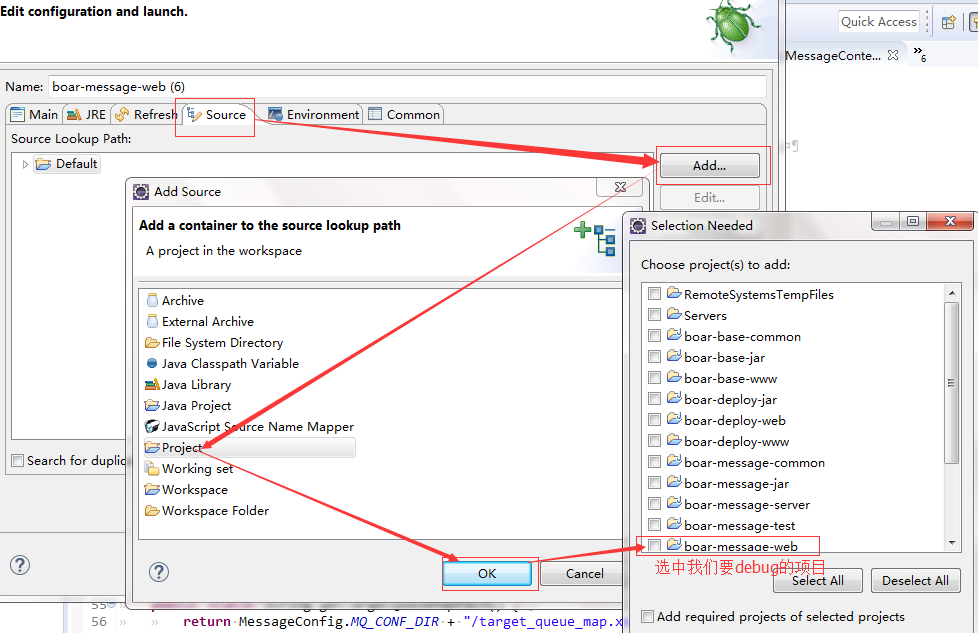 Edit configuration and launch.
Quick Access
MessageConte...
»6
Name: boar-message-web (6)
Main JRE Refresh Source Environment Common
Source Lookup Path:
Default
Add...
Edit...
Add Source
Add a container to the source lookup path
A project in the workspace
Archive
External Archive
File System Directory
Java Classpath Variable
Java Library
Java Project
JavaScript Source Name Mapper
Project
Working set
Workspace
Workspace Folder
Search for duplic
OK
Cancel
Selection Needed
Choose project(s) to add:
RemoteSystemsTempFiles
Servers
boar-base-common
boar-base-jar
boar-base-www
boar-deploy-jar
boar-deploy-web
boar-deploy-www
boar-message-common
boar-message-jar
boar-message-server
boar-message-test
boar-message-web
选中我们要debug的项目
Select All
Deselect All
Add required projects of selected projects
55
56 return MessageConfig.MQ_CONF_DIR + "/target_queue_map.x